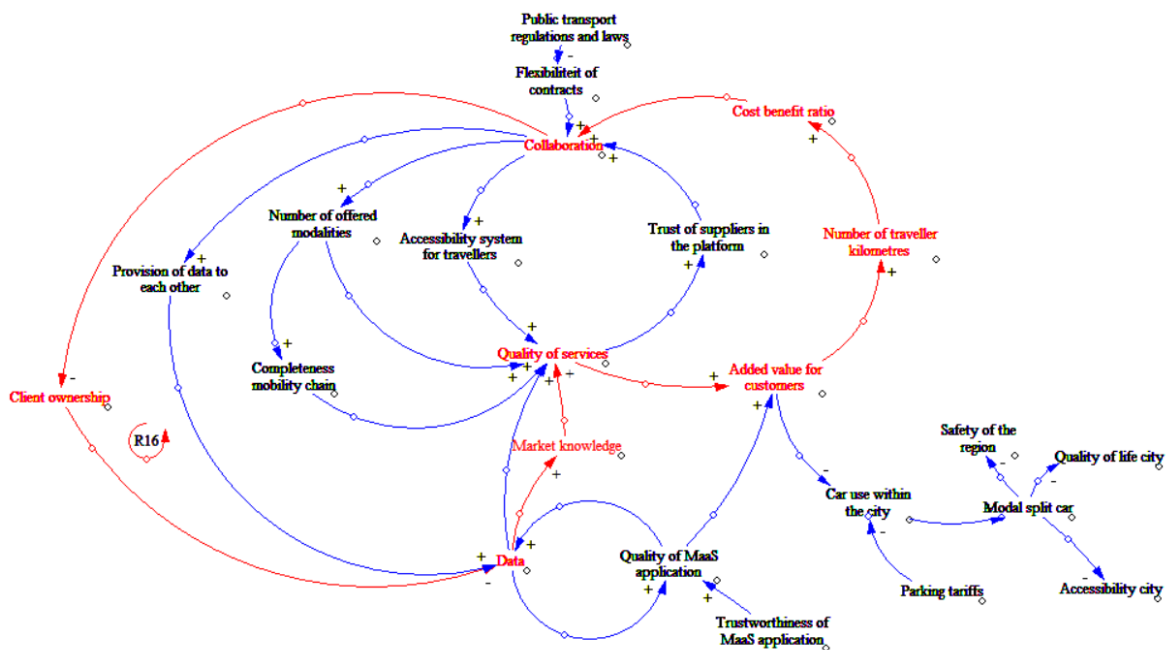 Public transport
regulations and laws
-
Flexibiliteit of
contracts
Cost benefit ratio
+
+
+
Collaboration
+
+
+
Number of offered
modalities
+
Accessibility system
for travellers
Trust of suppliers in
the platform
+
Number of traveller
kilometres
+
+
Provision of data to
each other
+
+
Quality of services
+
+
+
+
Completeness
mobility chain
+
Added value for
customers
+
-
Client ownership
R16
Market knowledge
+
Safety of the
region
-
Quality of life city
-
-
Car use within
the city
-
Modal split car
+
+
-
Data
Quality of MaaS
application
+
+
-
Accessibility city
Parking tariffs
Trustworthiness of
MaaS application